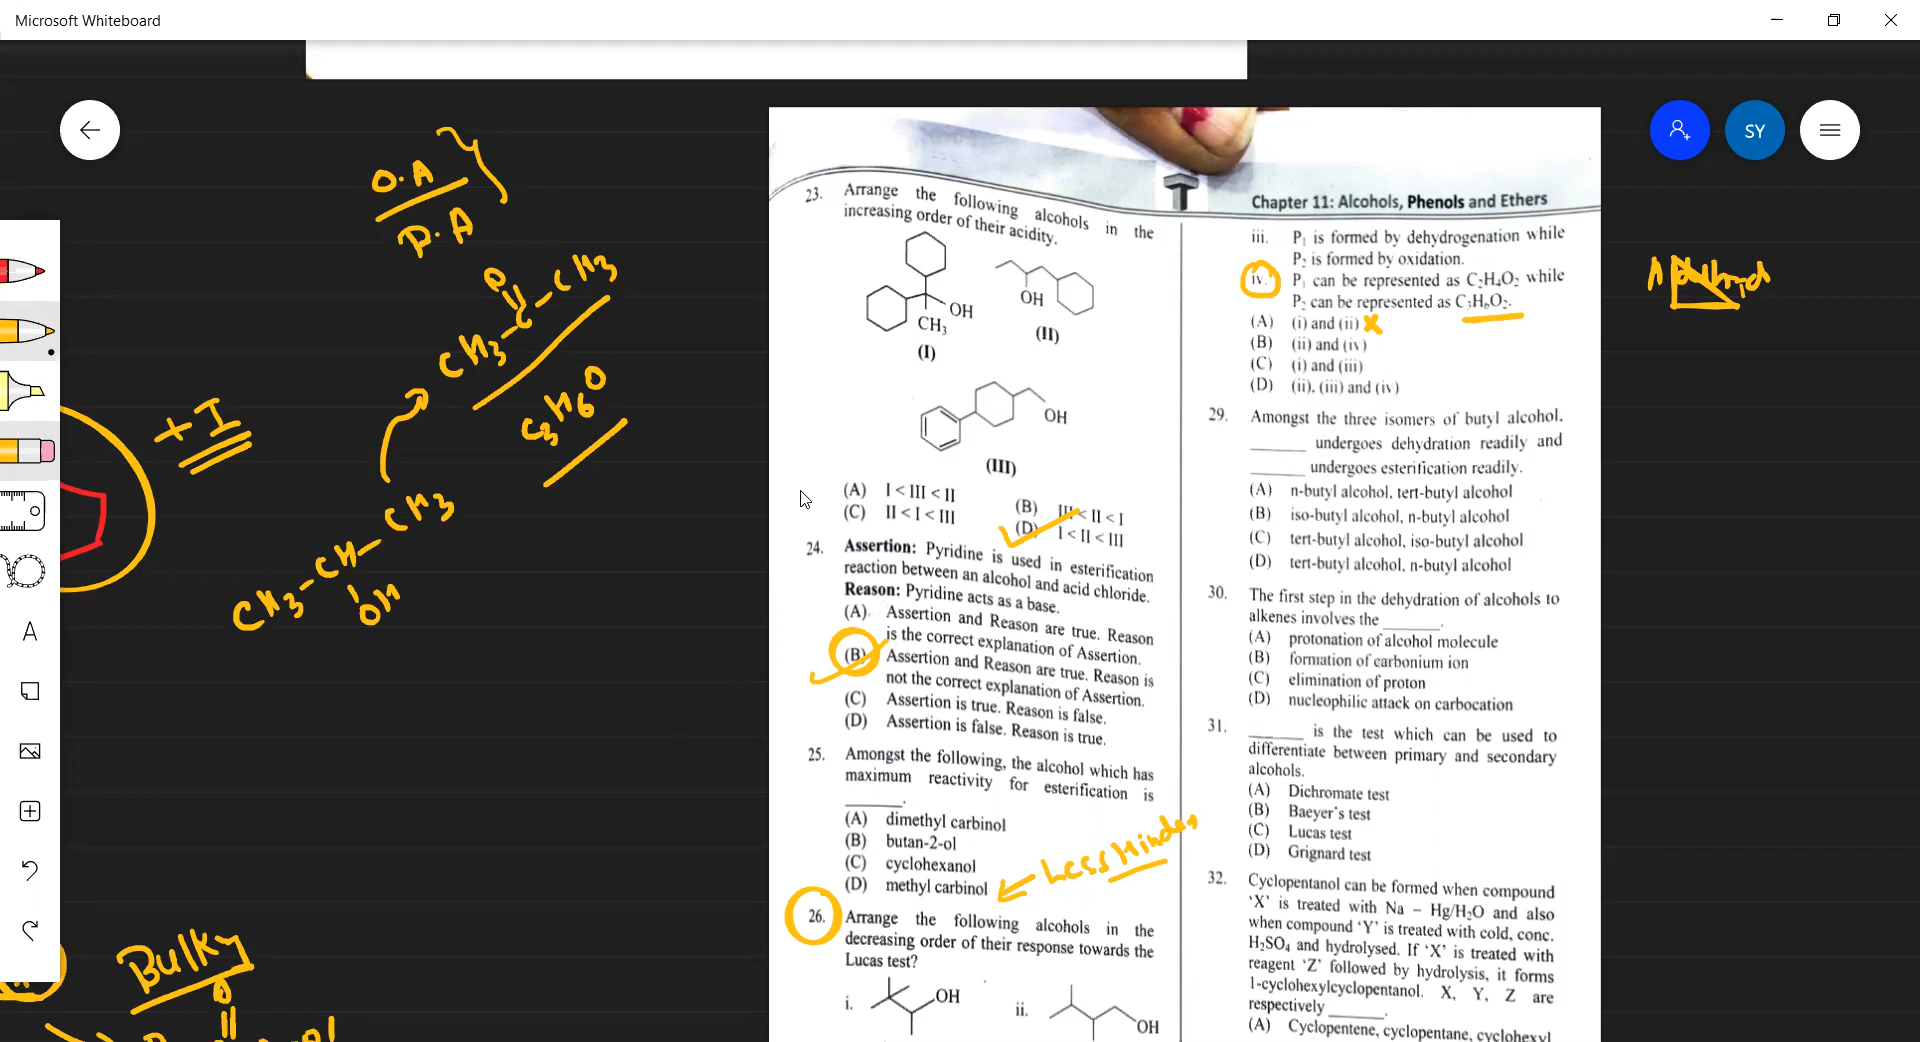 Microsoft Whiteboard
SY
A
O.A
P.A
CH3
CH3
C3H6O
+I
CH3
CH
CH3
OH
Bulky
Chapter 11: Alcohols, Phenols and Ethers
23. Arrange the following alcohols in the
increasing order of their acidity.
OH
CH3
(I)
OH
(II)
OH
(III)
(A) I < III < II
(B) III < II < I
(C) II < I < III
(D) I < II < III
24. Assertion: Pyridine is used in esterification
reaction between an alcohol and acid chloride.
Reason: Pyridine acts as a base.
(A) Assertion and Reason are true. Reason
is the correct explanation of Assertion.
(B) Assertion and Reason are true. Reason is
not the correct explanation of Assertion.
(C) Assertion is true. Reason is false.
(D) Assertion is false. Reason is true.
25. Amongst the following, the alcohol which has
maximum reactivity for esterification is
______.
(A) dimethyl carbinol
(B) butan-2-ol
(C) cyclohexanol
(D) methyl carbinol
Less
26. Arrange the following alcohols in the
decreasing order of their response towards the
Lucas test?
i.
OH
ii.
OH
iii. P1 is formed by dehydrogenation while
P2 is formed by oxidation.
iv. P1 can be represented as C2H4O2 while
P2 can be represented as C3H6O2.
(A) (i) and (ii)
(B) (ii) and (iv)
(C) (i) and (iii)
(D) (ii), (iii) and (iv)
29. Amongst the three isomers of butyl alcohol,
______ undergoes dehydration readily and
______ undergoes esterification readily.
(A) n-butyl alcohol, tert-butyl alcohol
(B) iso-butyl alcohol, n-butyl alcohol
(C) tert-butyl alcohol, iso-butyl alcohol
(D) tert-butyl alcohol, n-butyl alcohol
30. The first step in the dehydration of alcohols to
alkenes involves the ______.
(A) protonation of alcohol molecule
(B) formation of carbonium ion
(C) elimination of proton
(D) nucleophilic attack on carbocation
31. ______ is the test which can be used to
differentiate between primary and secondary
alcohols.
(A) Dichromate test
(B) Baeyer's test
(C) Lucas test
(D) Grignard test
32. Cyclopentanol can be formed when compound
'X' is treated with Na – Hg/H2O and also
when compound 'Y' is treated with cold, conc.
H2SO4 and hydrolysed. If 'X' is treated with
reagent 'Z' followed by hydrolysis, it forms
1-cyclohexylcyclopentanol. X, Y, Z are
respectively ______.
(A) Cyclopentene, cyclopentane, cyclohexyl